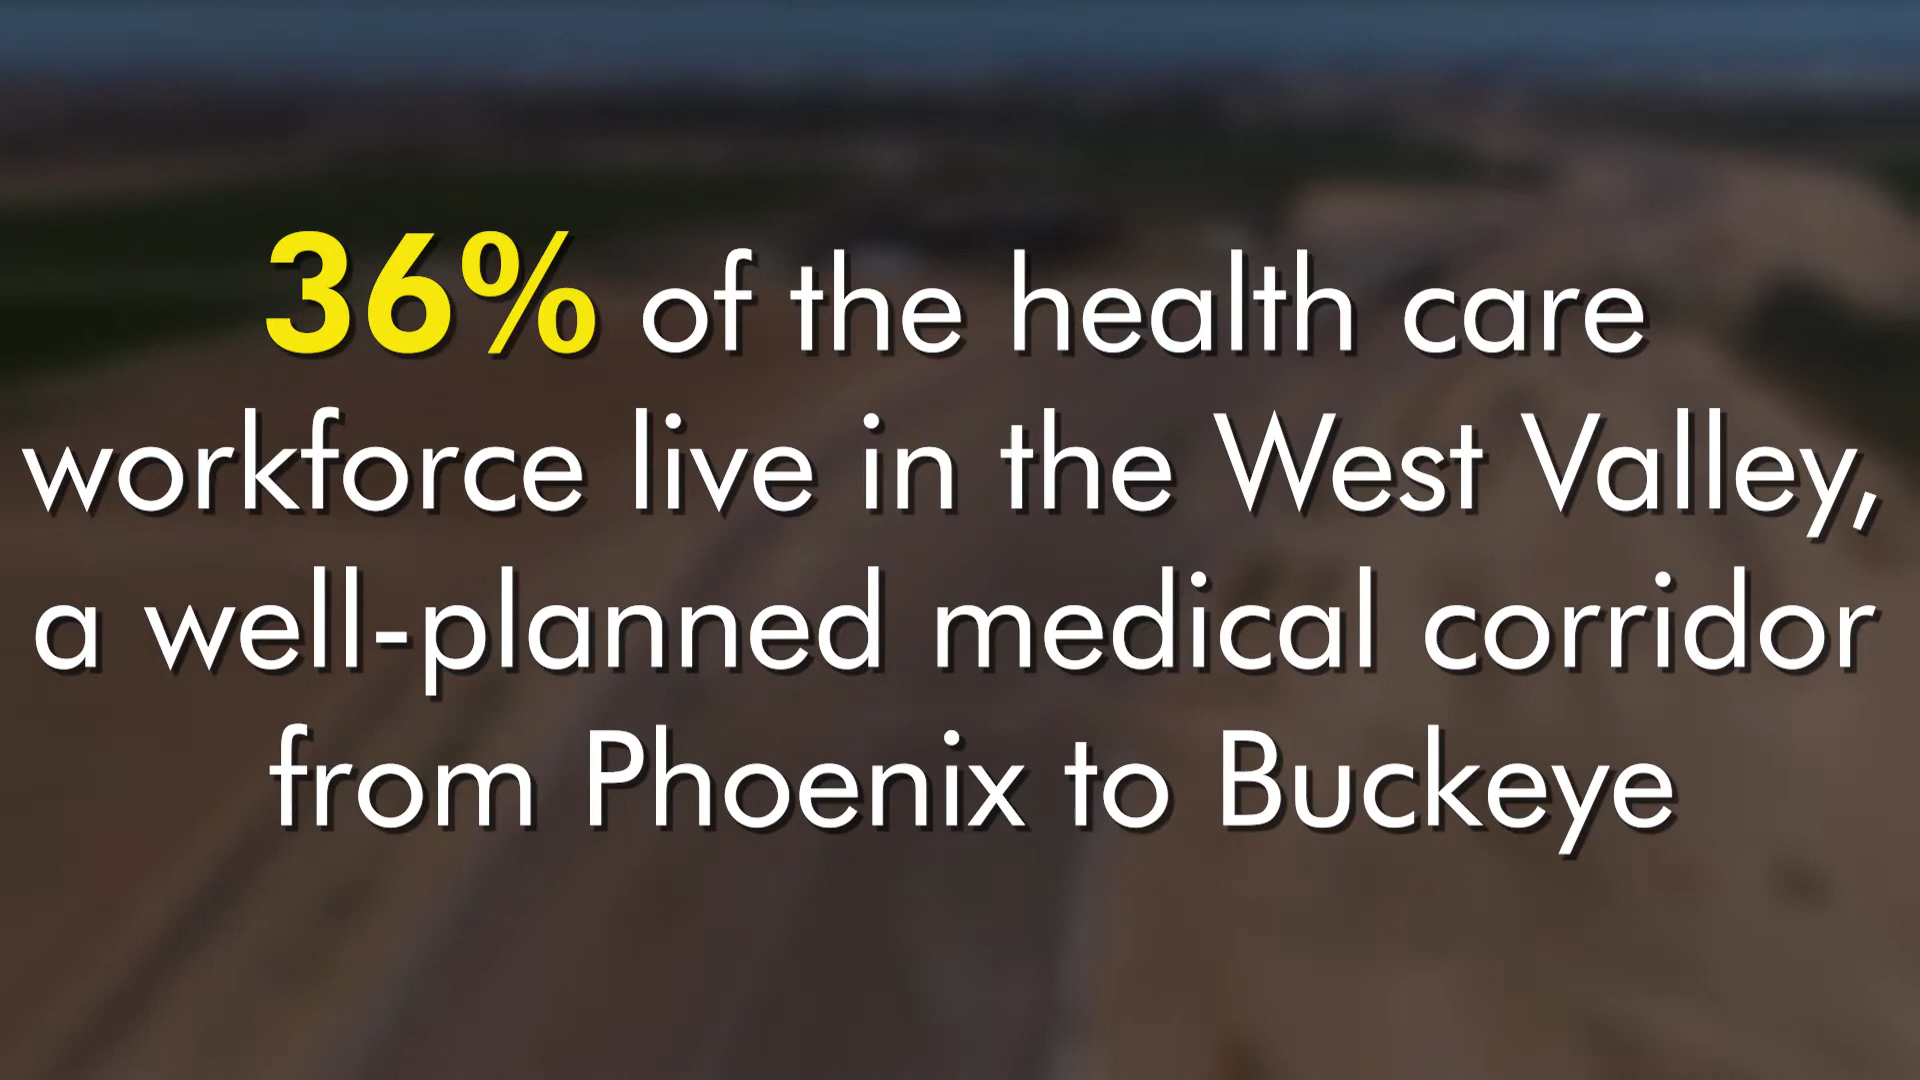 36% of the health care
workforce live in the West Valley,
a well-planned medical corridor
from Phoenix to Buckeye